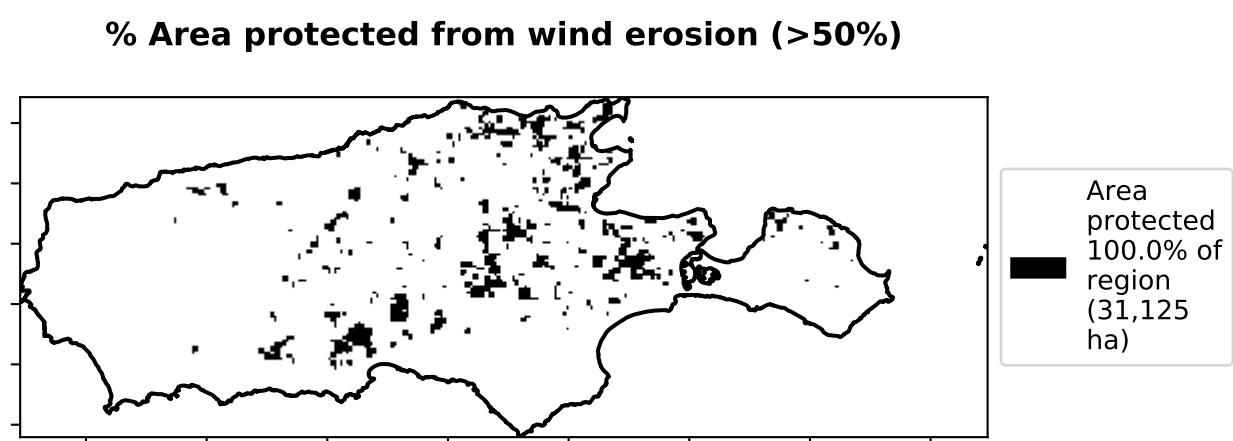 % Area protected from wind erosion (>50%)
Area
protected
100.0% of
region
(31,125
ha)